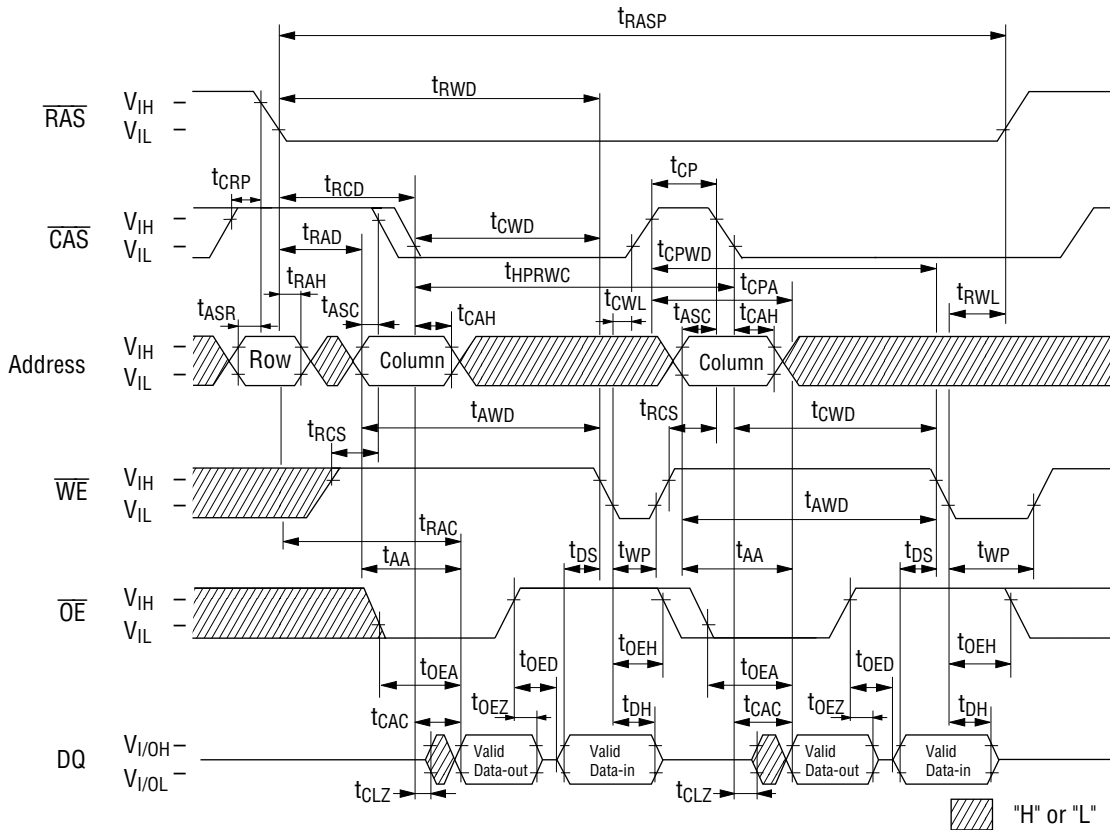 tRASP
RAS
VIH
VIL
tRWD
tCRP
tRCD
tCP
CAS
VIH
VIL
tRAD
tCWD
tCPWD
tHPRWC
tCPA
tRAH
tASR
tASC
tCAH
tCWL
tASC
tCAH
tRWL
Address
VIH
VIL
Row
Column
Column
tRCS
tAWD
tRCS
tCWD
WE
VIH
VIL
tRAC
tAWD
tAA
tDS
tWP
tAA
tDS
tWP
OE
VIH
VIL
tOEA
tOED
tOEH
tOEA
tOED
tOEH
tCAC
tOEZ
tDH
tCAC
tOEZ
tDH
DQ
VI/OH
VI/OL
Valid
Data-out
Valid
Data-in
Valid
Data-out
Valid
Data-in
tCLZ
tCLZ
"H" or "L"